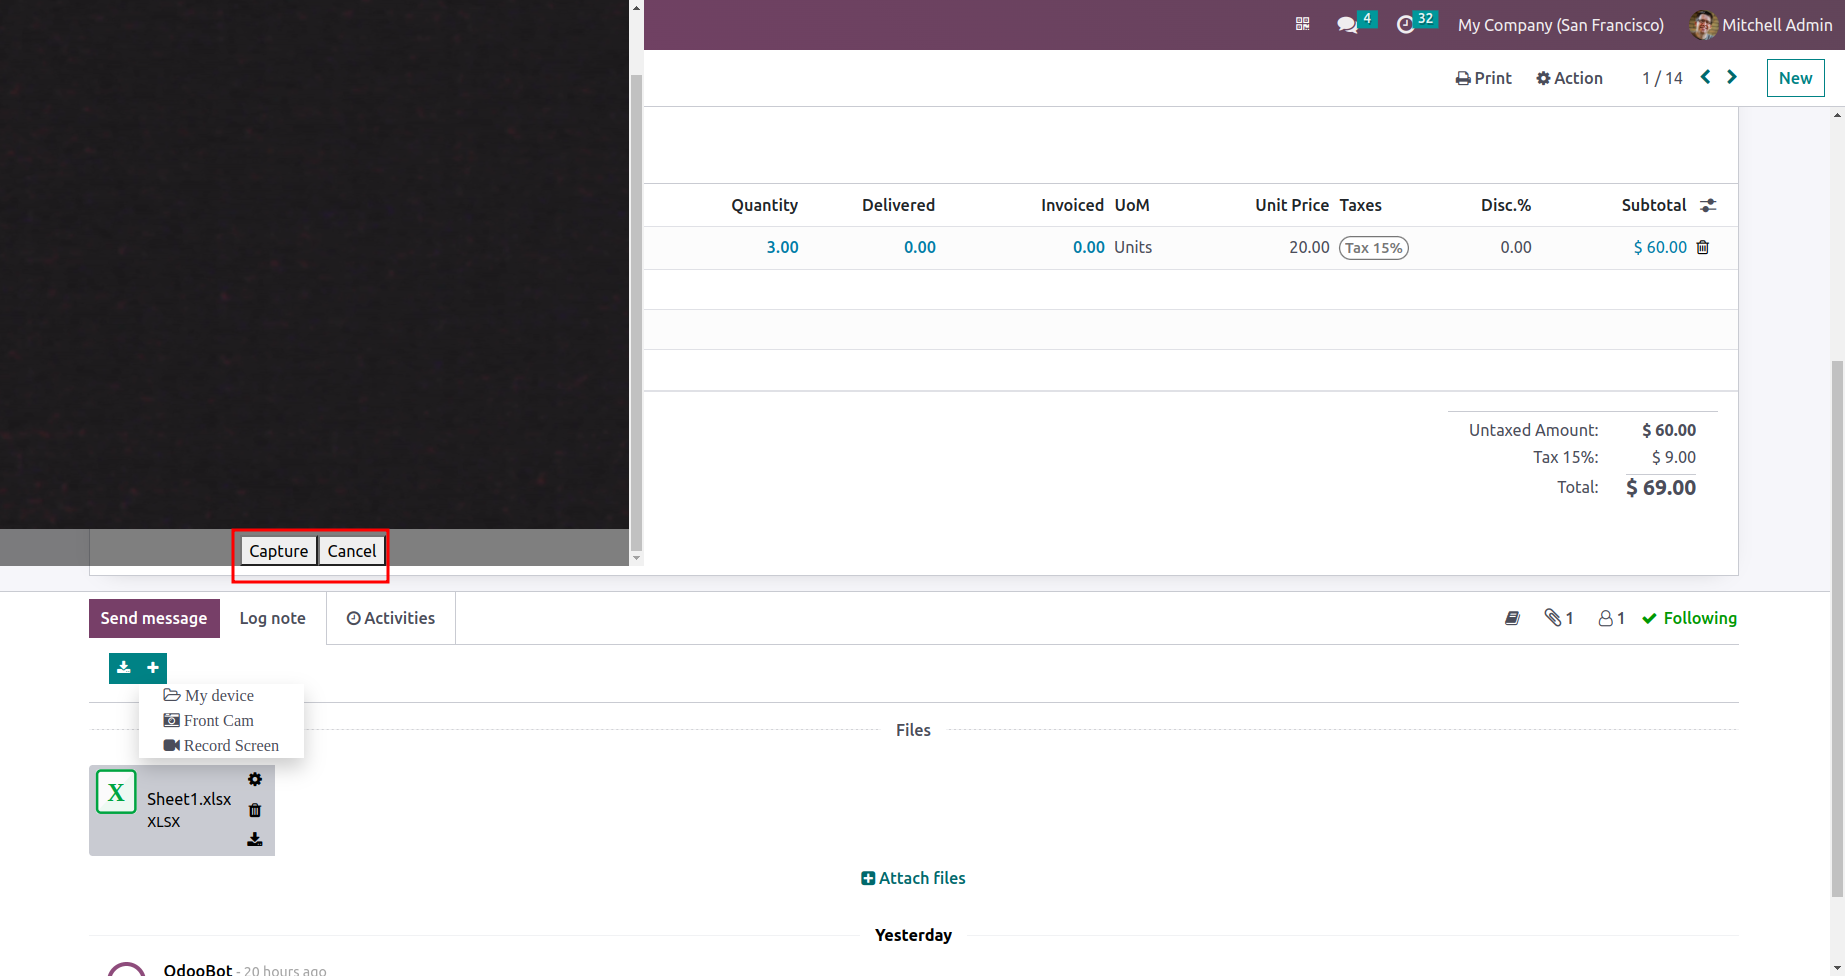 4
32
My Company (San Francisco)
Mitchell Admin
Print
Action
1 / 14
New
Quantity Delivered Invoiced UoM Unit Price Taxes Disc.% Subtotal
3.00 0.00 0.00 Units 20.00 Tax 15% 0.00 $ 60.00
Untaxed Amount: $ 60.00
Tax 15%: $ 9.00
Total: $ 69.00
Capture Cancel
Send message Log note Activities
1 1 Following
My device
Front Cam
Record Screen
Files
X
Sheet1.xlsx
XLSX
Attach files
Yesterday
OdooBot - 20 hours ago